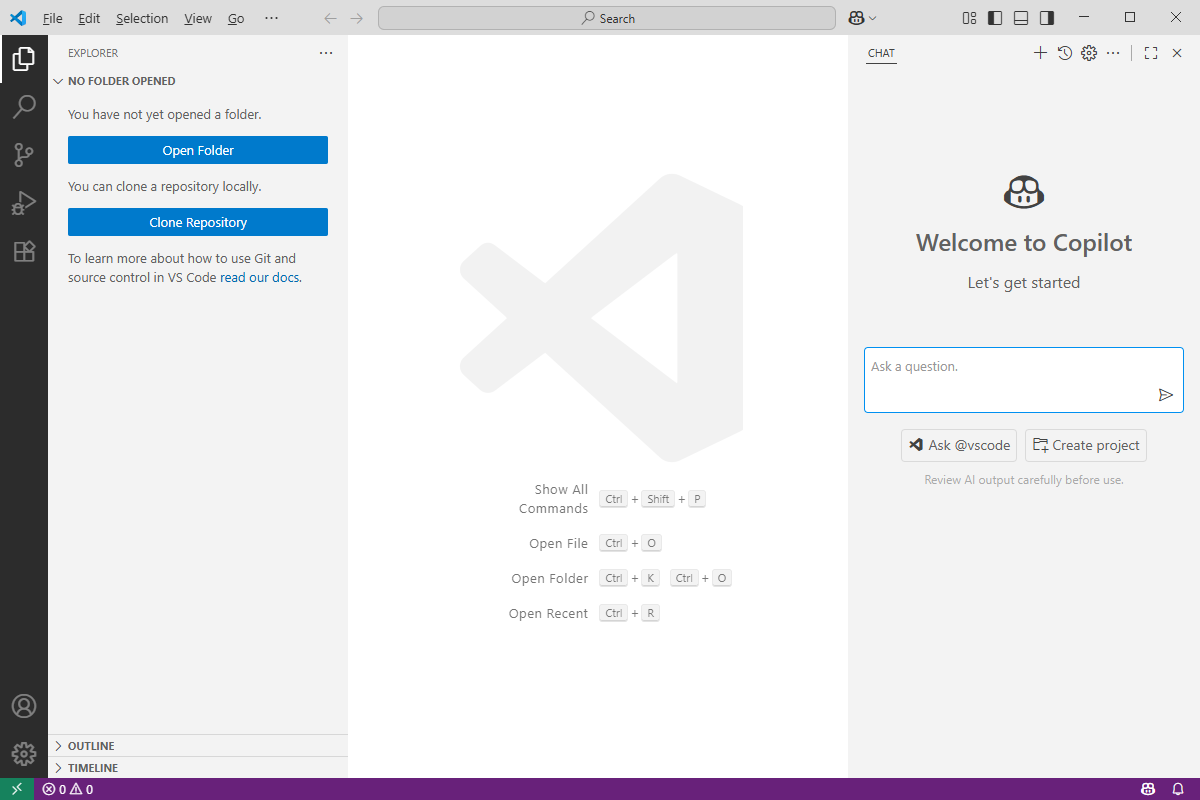 File Edit Selection View Go ···
Search
EXPLORER
NO FOLDER OPENED
You have not yet opened a folder.
Open Folder
You can clone a repository locally.
Clone Repository
To learn more about how to use Git and
source control in VS Code read our docs.
OUTLINE
TIMELINE
Show All
Commands
Ctrl + Shift + P
Open File Ctrl + O
Open Folder Ctrl + K Ctrl + O
Open Recent Ctrl + R
CHAT
Welcome to Copilot
Let's get started
Ask a question.
Ask @vscode Create project
Review AI output carefully before use.
0 0